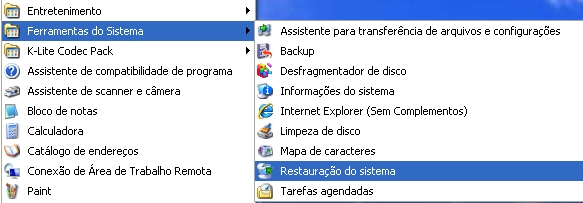 Entretenimento
Ferramentas do Sistema
K-Lite Codec Pack
Assistente de compatibilidade de programa
Assistente de scanner e câmera
Bloco de notas
Calculadora
Catálogo de endereços
Conexão de Área de Trabalho Remota
Paint
Assistente para transferência de arquivos e configurações
Backup
Desfragmentador de disco
Informações do sistema
Internet Explorer (Sem Complementos)
Limpeza de disco
Mapa de caracteres
Restauração do sistema
Tarefas agendadas